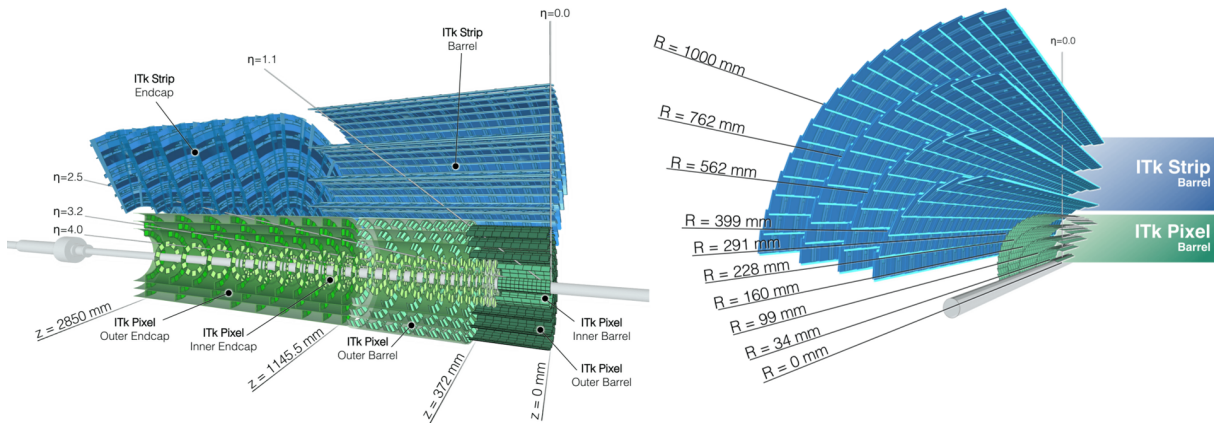 η=0.0
ITk Strip
Barrel
η=1.1
ITk Strip
Endcap
η=2.5
η=3.2
η=4.0
z = 2850 mm
ITk Pixel
Outer Endcap
ITk Pixel
Inner Endcap
z = 1145.5 mm
ITk Pixel
Outer Barrel
z = 372 mm
z = 0 mm
ITk Pixel
Inner Barrel
ITk Pixel
Outer Barrel
R = 1000 mm
η=0.0
R = 762 mm
R = 562 mm
R = 399 mm
R = 291 mm
R = 228 mm
R = 160 mm
R = 99 mm
R = 34 mm
R = 0 mm
ITk Strip
Barrel
ITk Pixel
Barrel